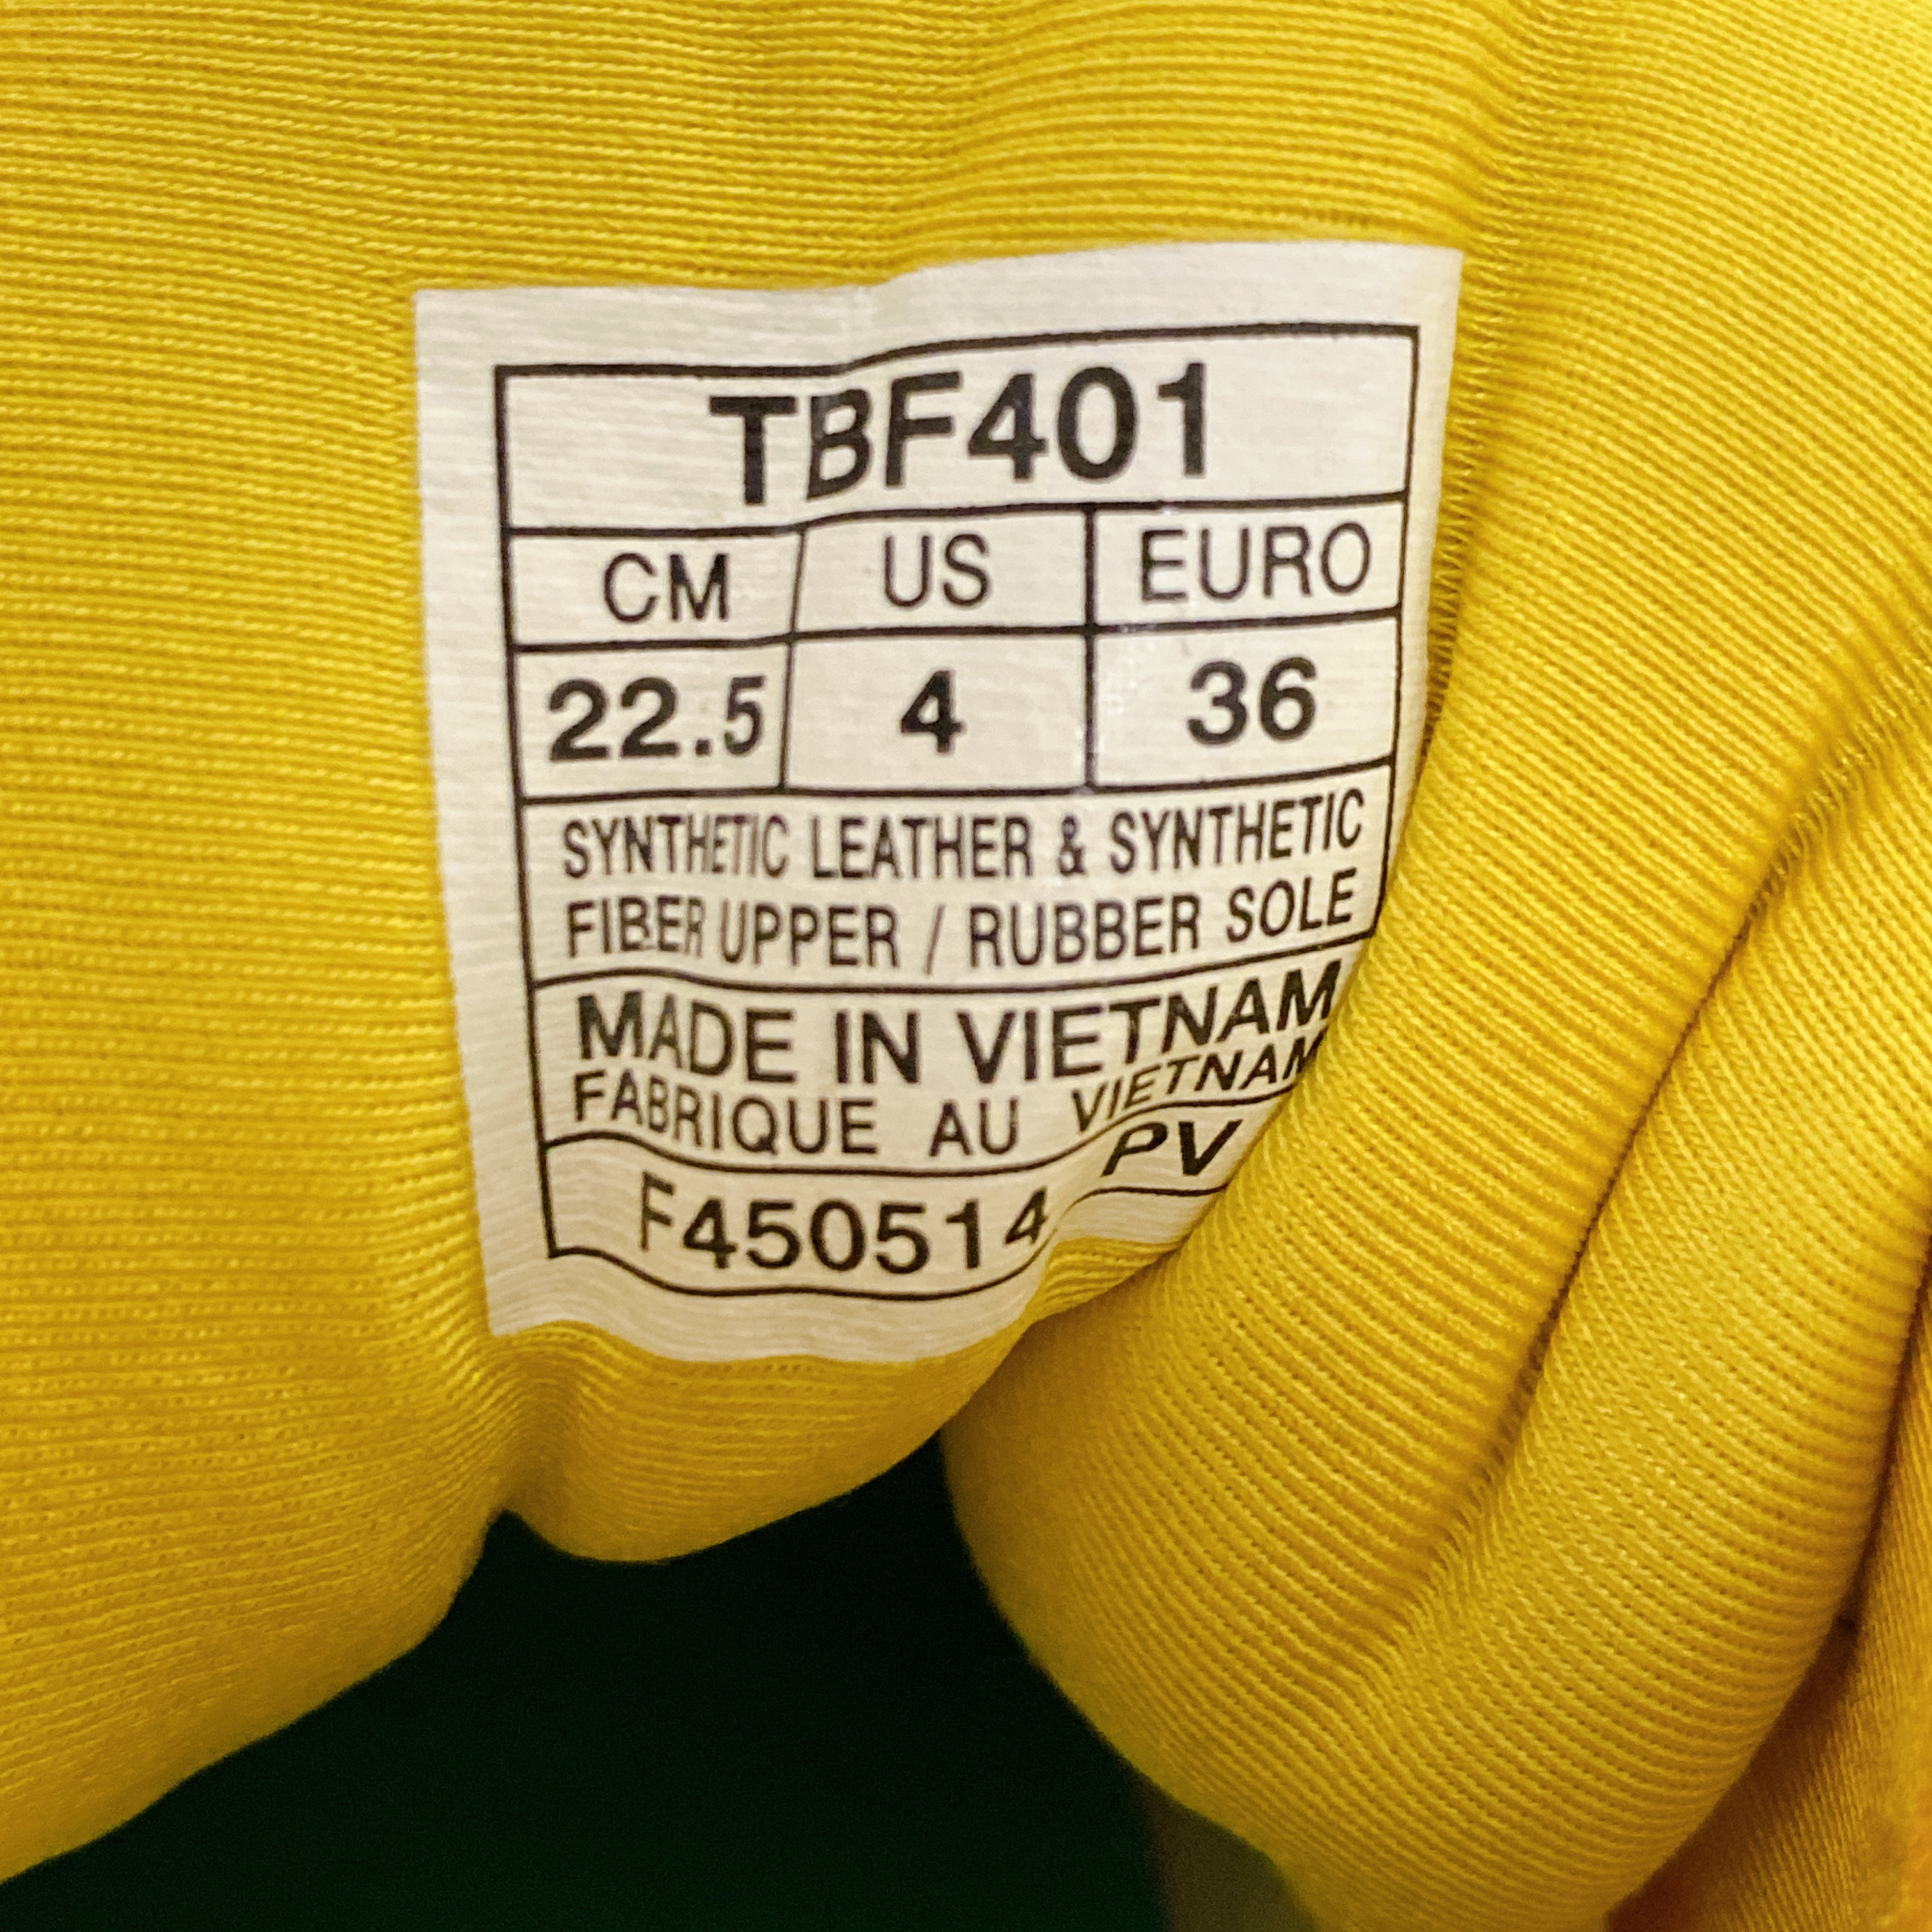 TBF401
CM US EURO
22.5 4 36
SYNTHETIC LEATHER & SYNTHETIC
FIBER UPPER / RUBBER SOLE
MADE IN VIETNAM
FABRIQUE AU VIETNAM
F450514 PV